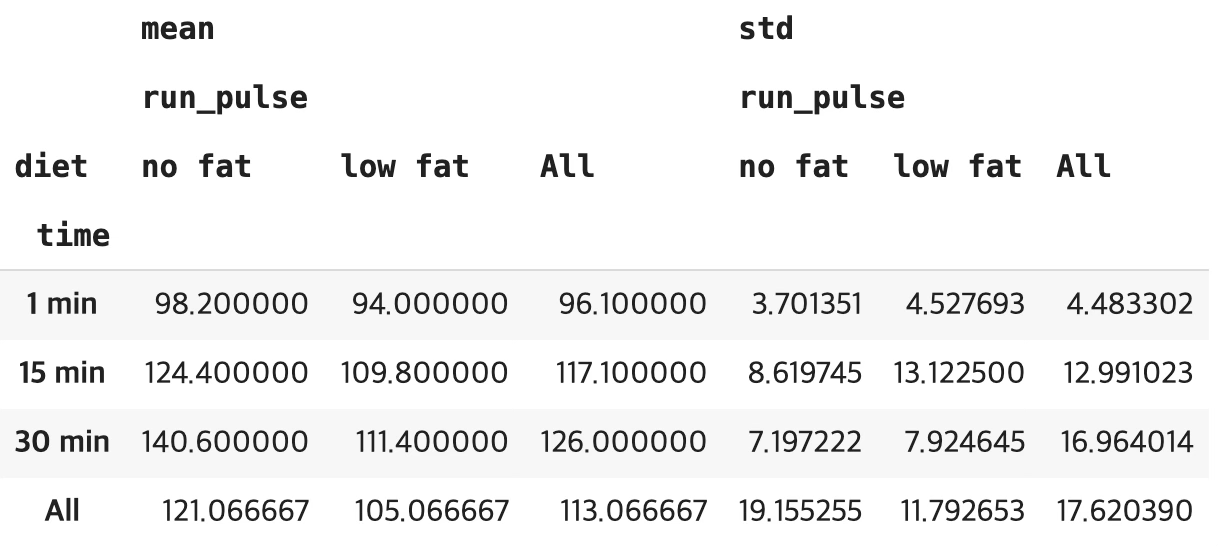 mean std
run_pulse run_pulse
diet no fat low fat All no fat low fat All
time
1 min 98.200000 94.000000 96.100000 3.701351 4.527693 4.483302
15 min 124.400000 109.800000 117.100000 8.619745 13.122500 12.991023
30 min 140.600000 111.400000 126.000000 7.197222 7.924645 16.964014
All 121.066667 105.066667 113.066667 19.155255 11.792653 17.620390